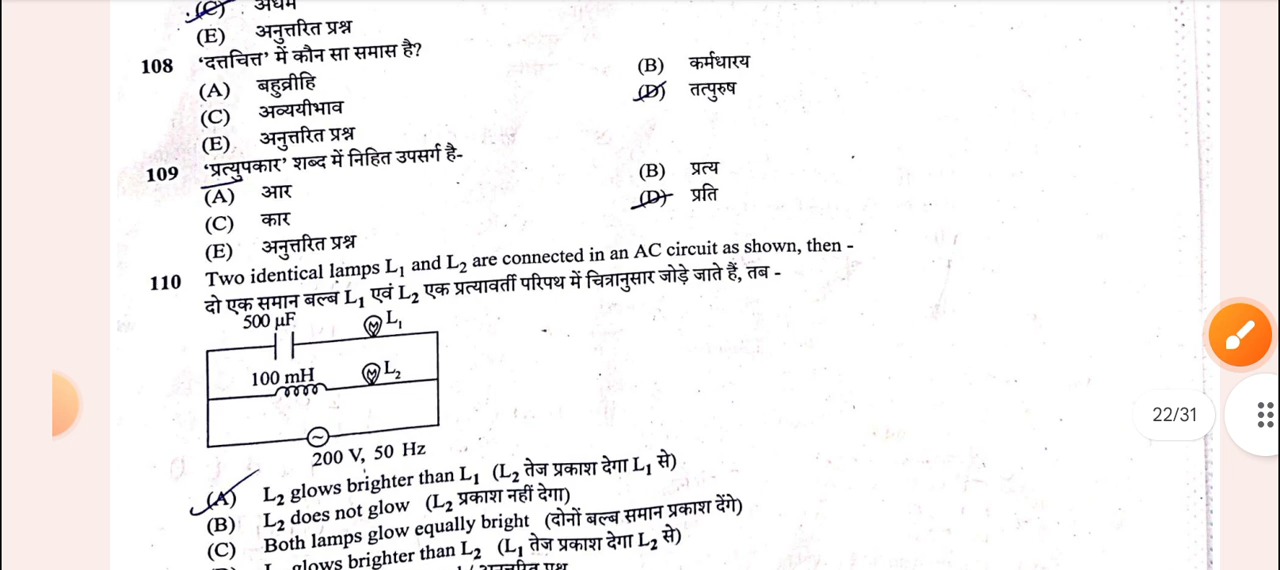 (C) अधम
(E) अनुत्तरित प्रश्न
108 ‘दत्तचित्त’ में कौन सा समास है?
(A) बहुव्रीहि (B) कर्मधारय
(C) अव्ययीभाव (D) तत्पुरुष
(E) अनुत्तरित प्रश्न
109 ‘प्रत्युपकार’ शब्द में निहित उपसर्ग है-
(A) आर (B) प्रत्य
(C) कार (D) प्रति
(E) अनुत्तरित प्रश्न
110 Two identical lamps L₁ and L₂ are connected in an AC circuit as shown, then -
दो एक समान बल्ब L₁ एवं L₂ एक प्रत्यावर्ती परिपथ में चित्रानुसार जोड़े जाते हैं, तब -
500 μF L₁
100 mH L₂
200 V, 50 Hz
22/31
(A) L₂ glows brighter than L₁ (L₂ तेज प्रकाश देगा L₁ से)
(B) L₂ does not glow (L₂ प्रकाश नहीं देगा)
(C) Both lamps glow equally bright (दोनों बल्ब समान प्रकाश देंगे)
glows brighter than L₂ (L₁ तेज प्रकाश देगा L₂ से)